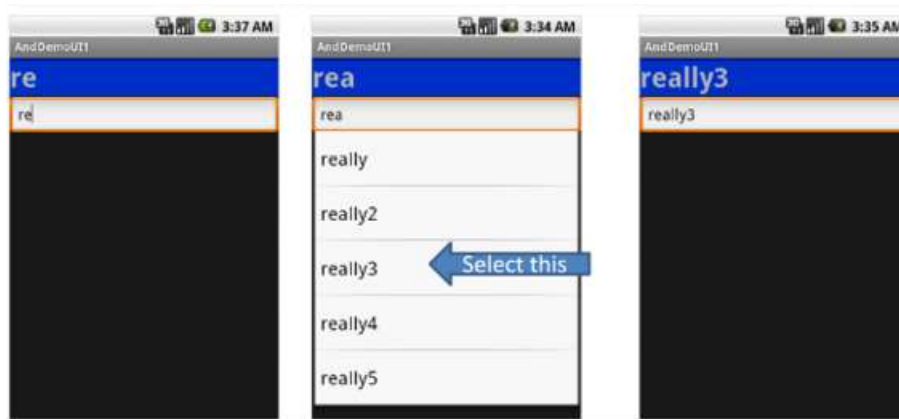 3:37 AM
AndDemoUI1
re
re
3:34 AM
AndDemoUI1
rea
rea
really
really2
really3
Select this
really4
really5
3:35 AM
AndDemoUI1
really3
really3